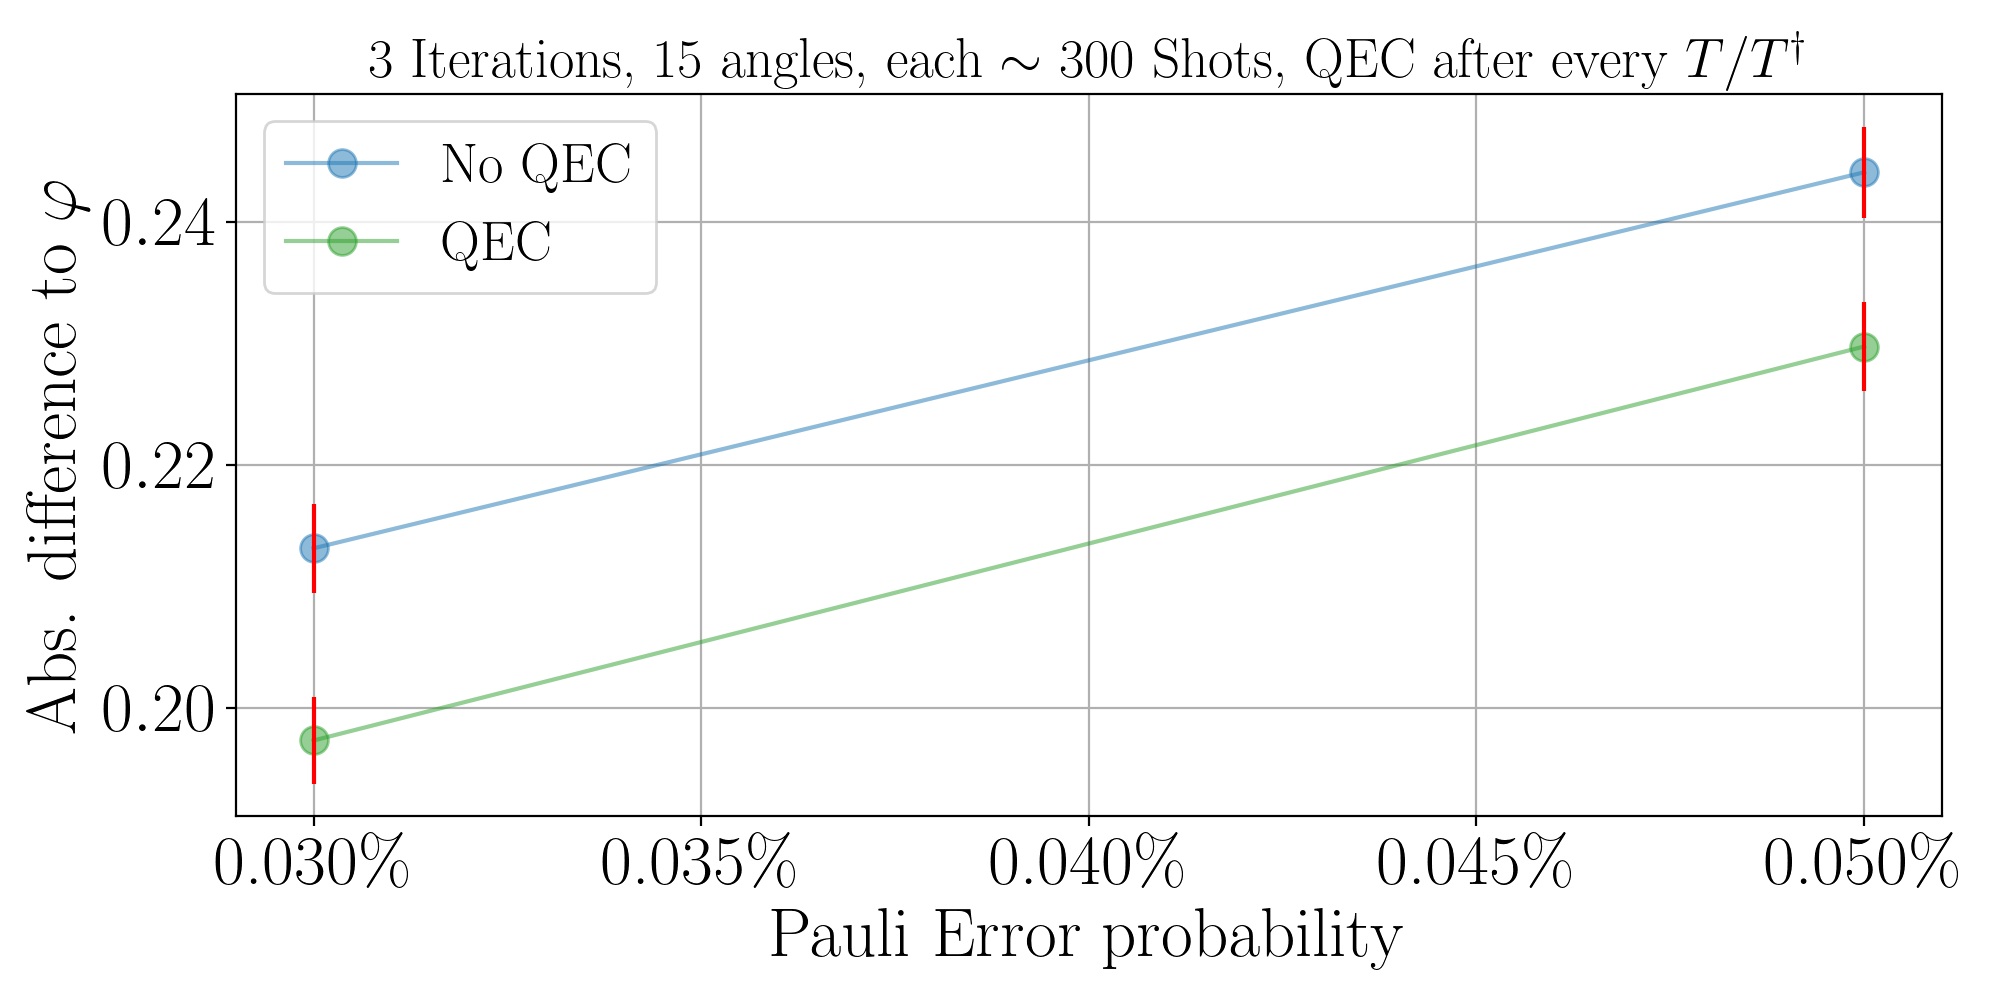 3 Iterations, 15 angles, each ∼ 300 Shots, QEC after every T/T†
No QEC
QEC
Abs. difference to φ
0.24
0.22
0.20
0.030%
0.035%
0.040%
0.045%
0.050%
Pauli Error probability